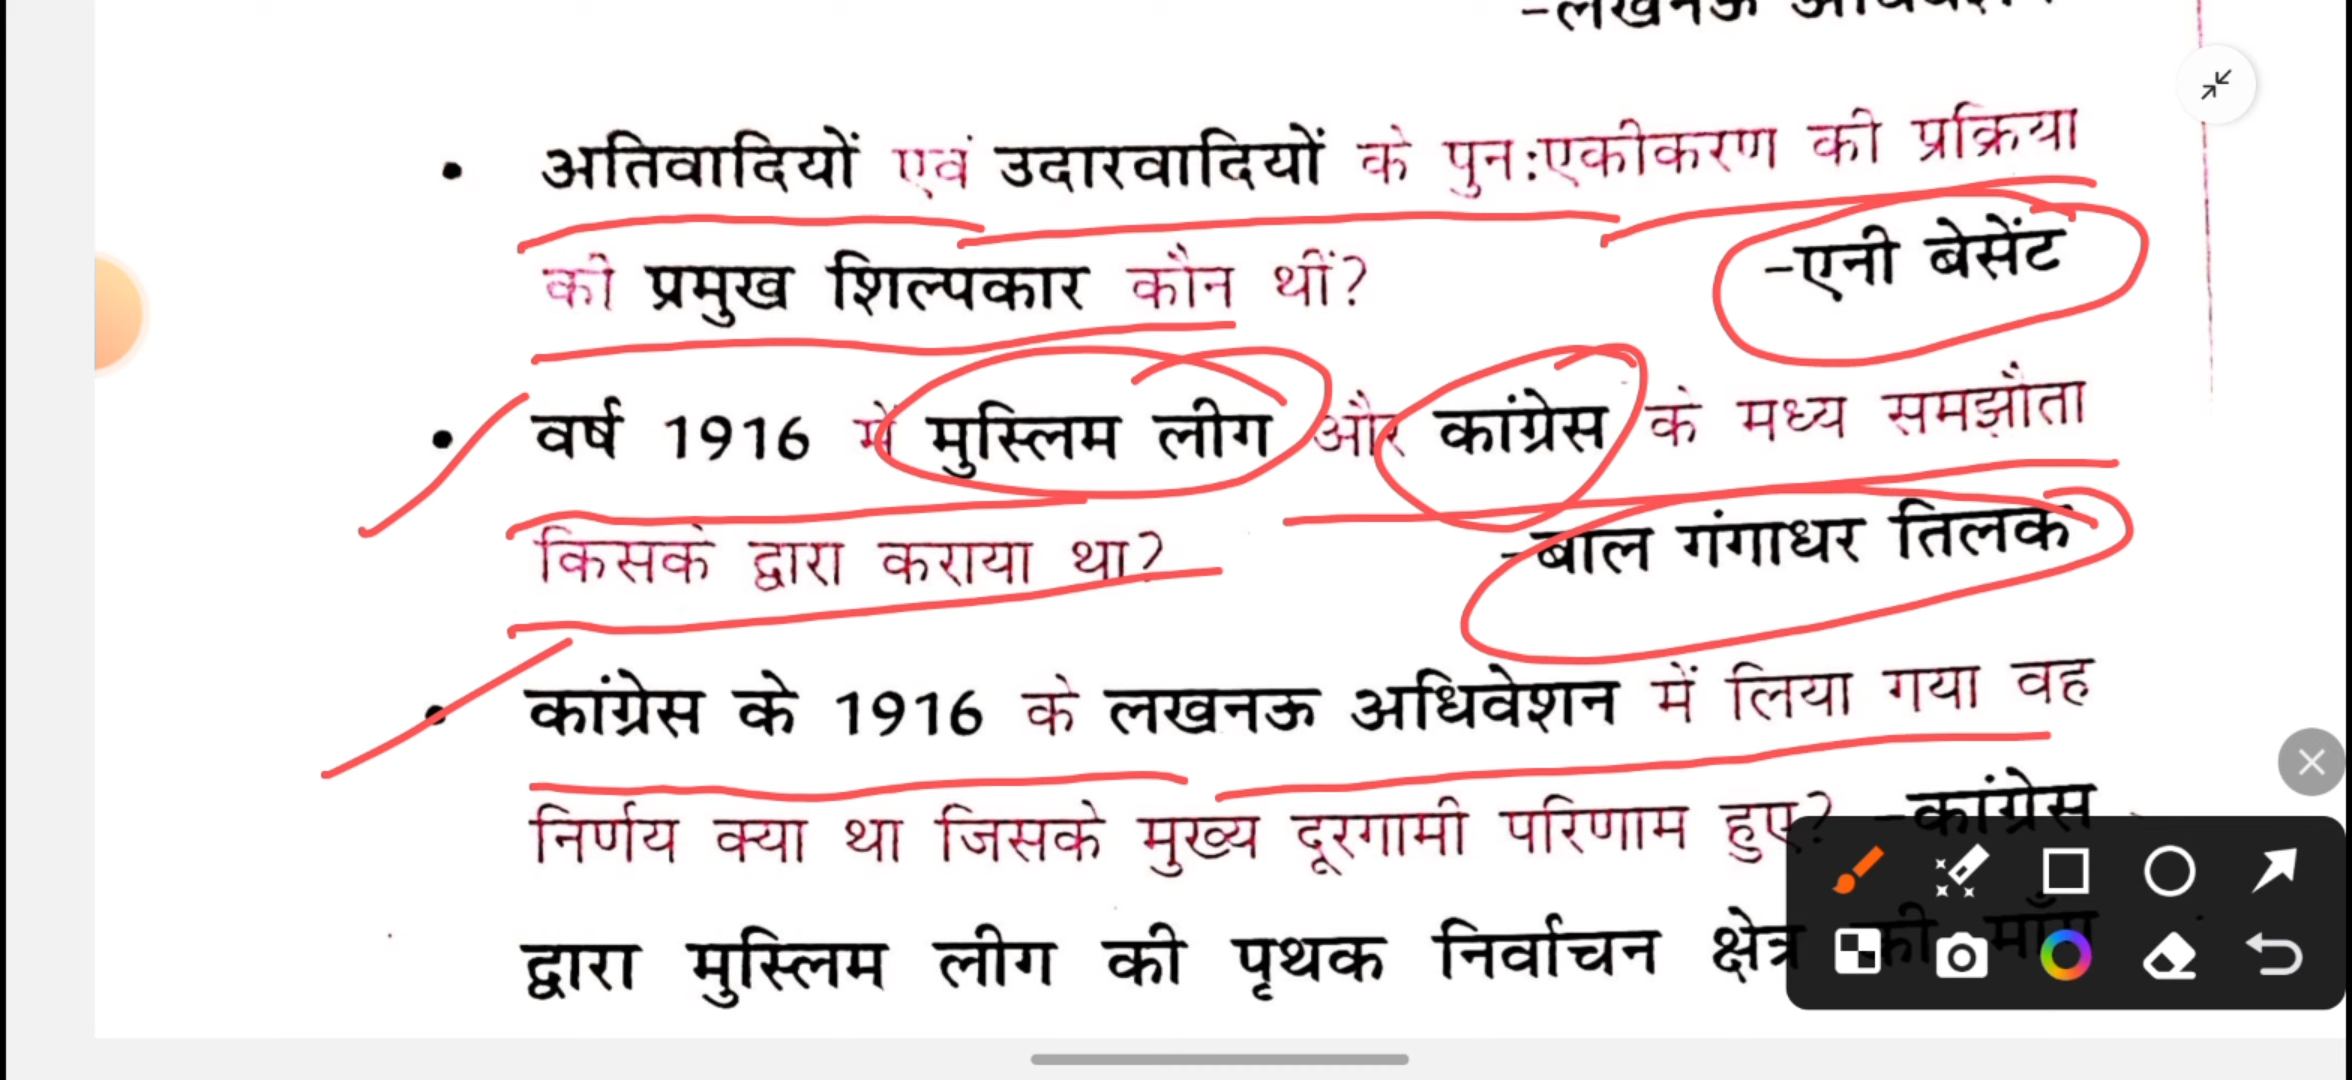 -लखनऊ अधिवेशन
• अतिवादियों एवं उदारवादियों के पुन:एकीकरण की प्रक्रिया
की प्रमुख शिल्पकार कौन थीं? -एनी बेसेंट
• वर्ष 1916 में मुस्लिम लीग और कांग्रेस के मध्य समझौता
किसके द्वारा कराया था? -बाल गंगाधर तिलक
• कांग्रेस के 1916 के लखनऊ अधिवेशन में लिया गया वह
निर्णय क्या था जिसके मुख्य दूरगामी परिणाम हुए? -कांग्रेस
द्वारा मुस्लिम लीग की पृथक निर्वाचन क्षेत्र की माँग